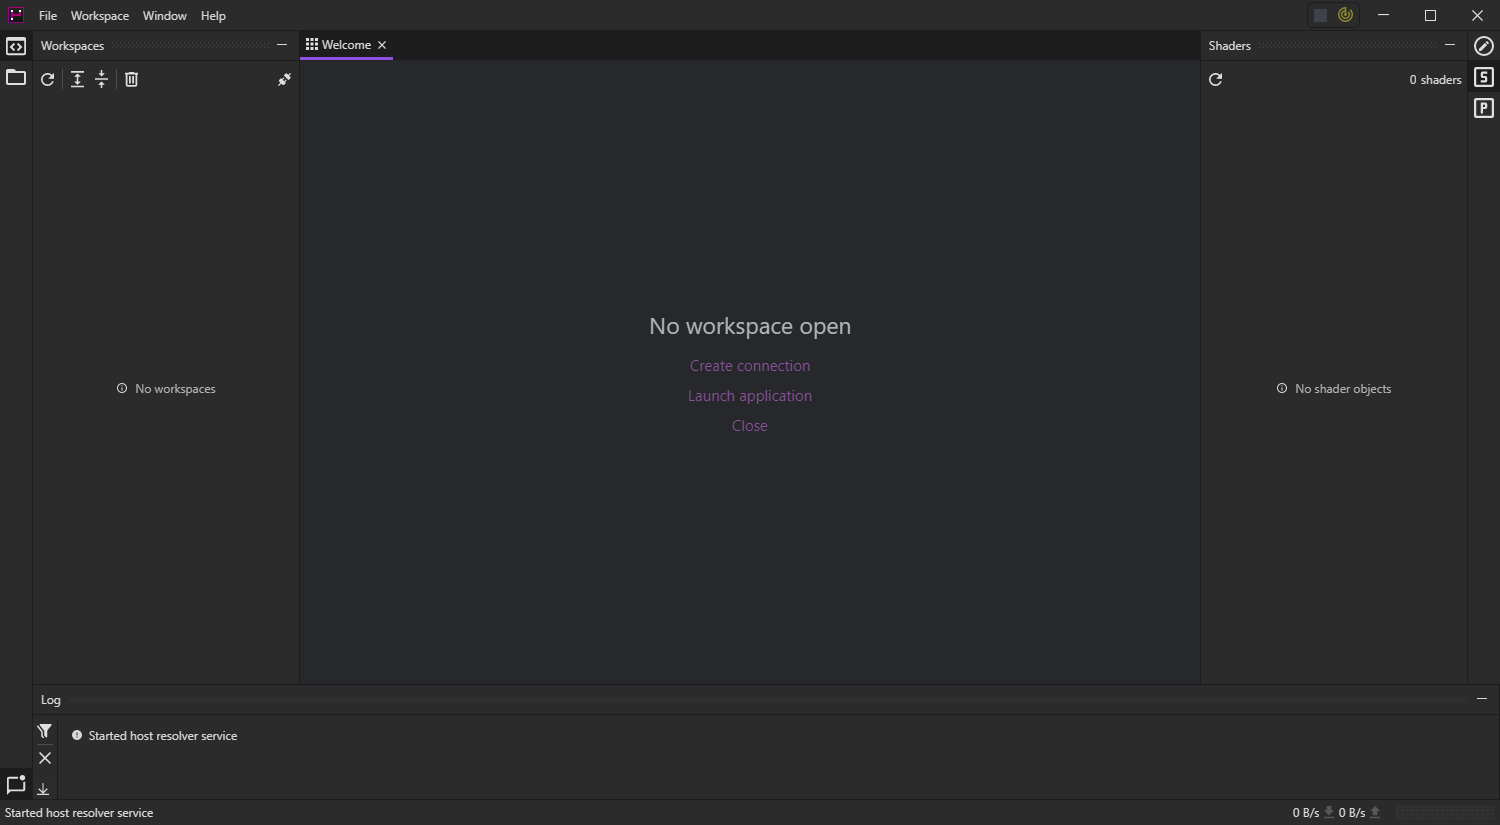 File Workspace Window Help
Workspaces
Welcome
Shaders
0 shaders
S
P
No workspace open
Create connection
Launch application
Close
No workspaces
No shader objects
Log
Started host resolver service
Started host resolver service
0 B/s 0 B/s